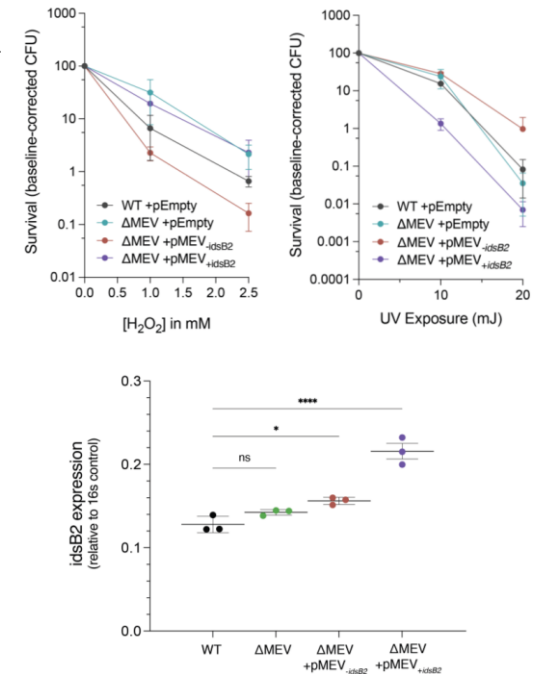 Survival (baseline-corrected CFU)
1000
100
10
1
0.1
0.01
WT +pEmpty
ΔMEV +pEmpty
ΔMEV +pMEV-idsB2
ΔMEV +pMEV+idsB2
0.0 0.5 1.0 1.5 2.0 2.5
[H2O2] in mM
Survival (baseline-corrected CFU)
1000
100
10
1
0.1
0.01
0.001
0.0001
WT +pEmpty
ΔMEV +pEmpty
ΔMEV +pMEV-idsB2
ΔMEV +pMEV+idsB2
0 10 20
UV Exposure (mJ)
idsB2 expression
(relative to 16s control)
0.3
0.2
0.1
0.0
****
*
ns
WT ΔMEV ΔMEV ΔMEV
+pMEV-idsB2 +pMEV+idsB2